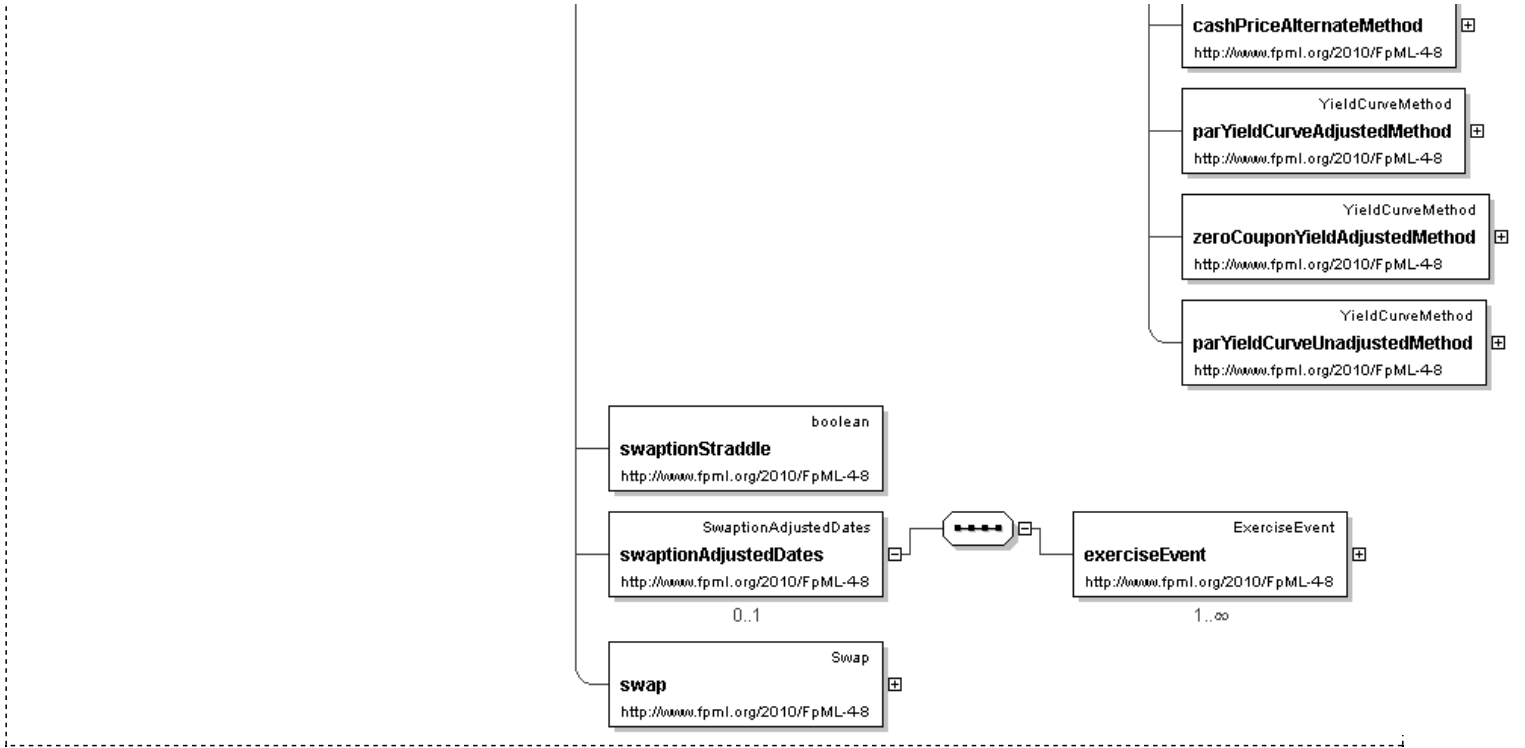 cashPriceAlternateMethod
http://www.fpml.org/2010/FpML-4-8
YieldCurveMethod
parYieldCurveAdjustedMethod
http://www.fpml.org/2010/FpML-4-8
YieldCurveMethod
zeroCouponYieldAdjustedMethod
http://www.fpml.org/2010/FpML-4-8
YieldCurveMethod
parYieldCurveUnadjustedMethod
http://www.fpml.org/2010/FpML-4-8
boolean
swaptionStraddle
http://www.fpml.org/2010/FpML-4-8
SwaptionAdjustedDates
swaptionAdjustedDates
http://www.fpml.org/2010/FpML-4-8
0..1
ExerciseEvent
exerciseEvent
http://www.fpml.org/2010/FpML-4-8
1..∞
Swap
swap
http://www.fpml.org/2010/FpML-4-8